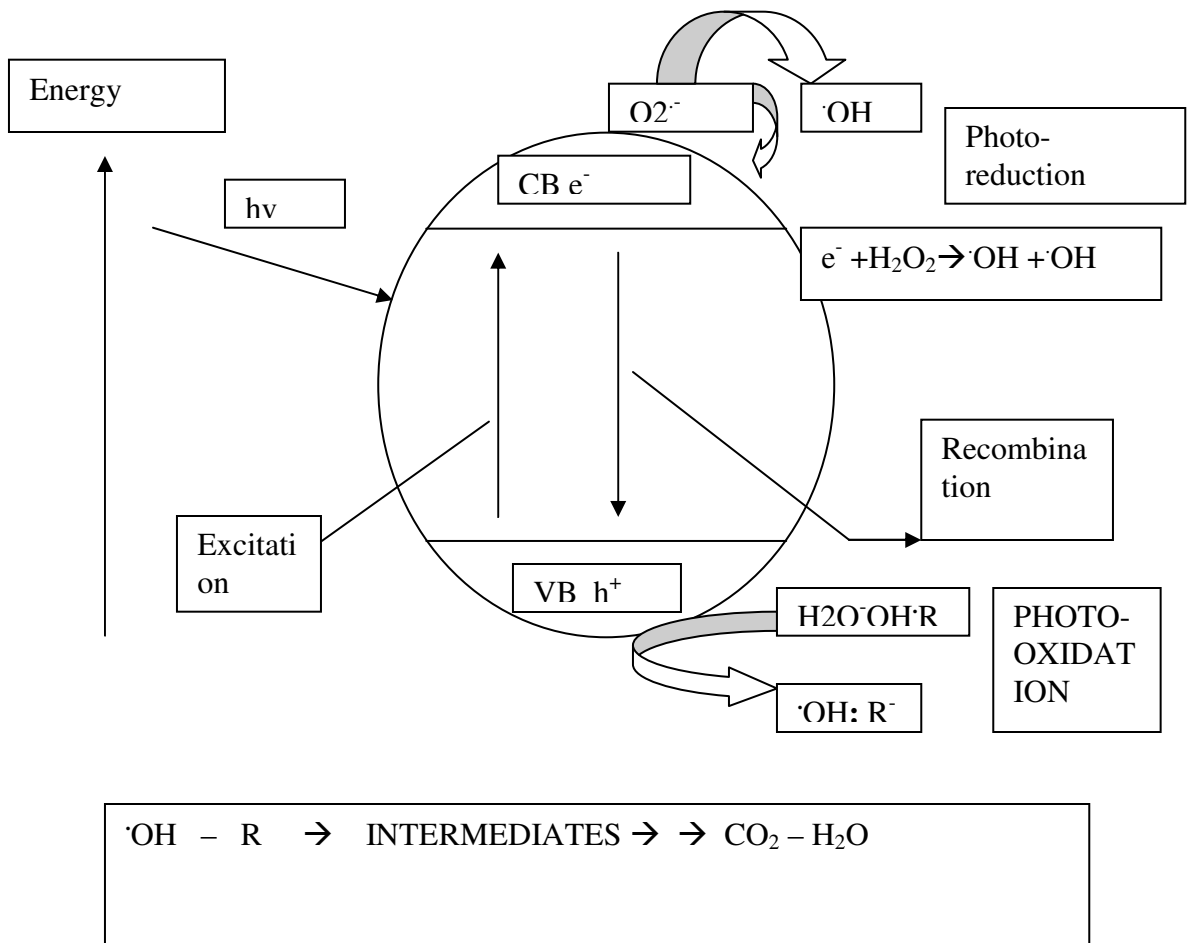 Energy
O2·-
·OH
Photo-
reduction
CB e-
hν
e- +H₂O₂→·OH +·OH
Recombina
tion
Excitati
on
VB h+
H2O-OH·R
PHOTO-
OXIDAT
ION
·OH: R-
·OH – R → INTERMEDIATES → → CO₂ – H₂O